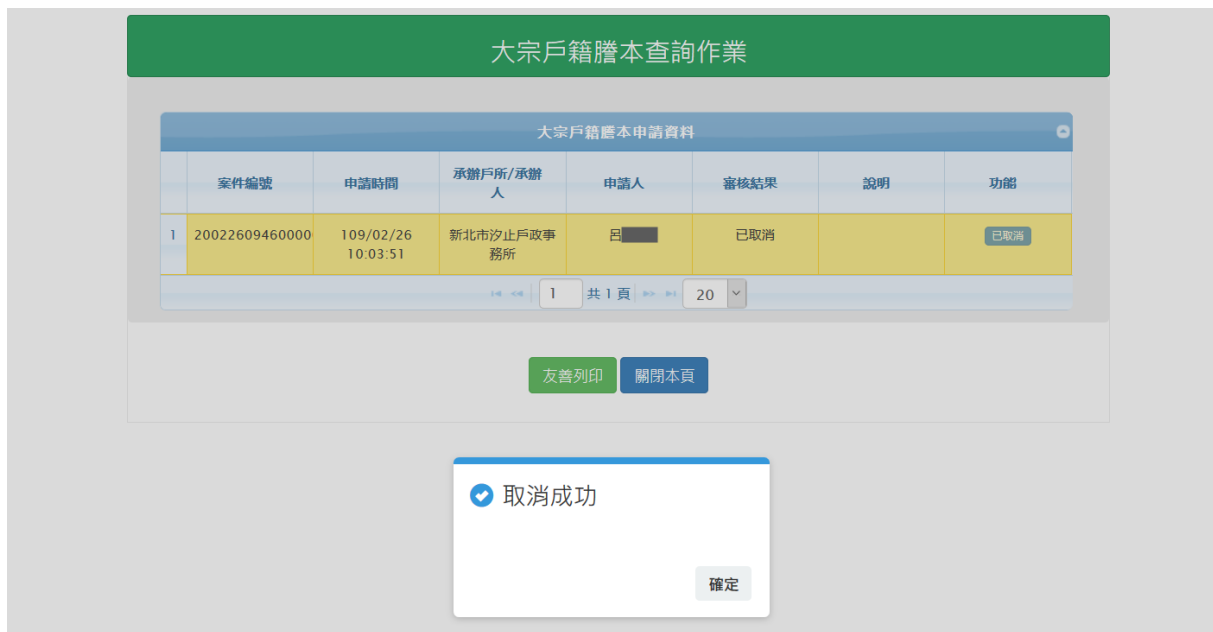 大宗戶籍謄本查詢作業
大宗戶籍謄本申請資料
案件編號 申請時間 承辦戶所/承辦人 申請人 審核結果 說明 功能
1 20022609460000 109/02/26 10:03:51 新北市汐止戶政事務所 呂 已取消 已取消
1 共 1 頁 20
友善列印 關閉本頁
取消成功
確定